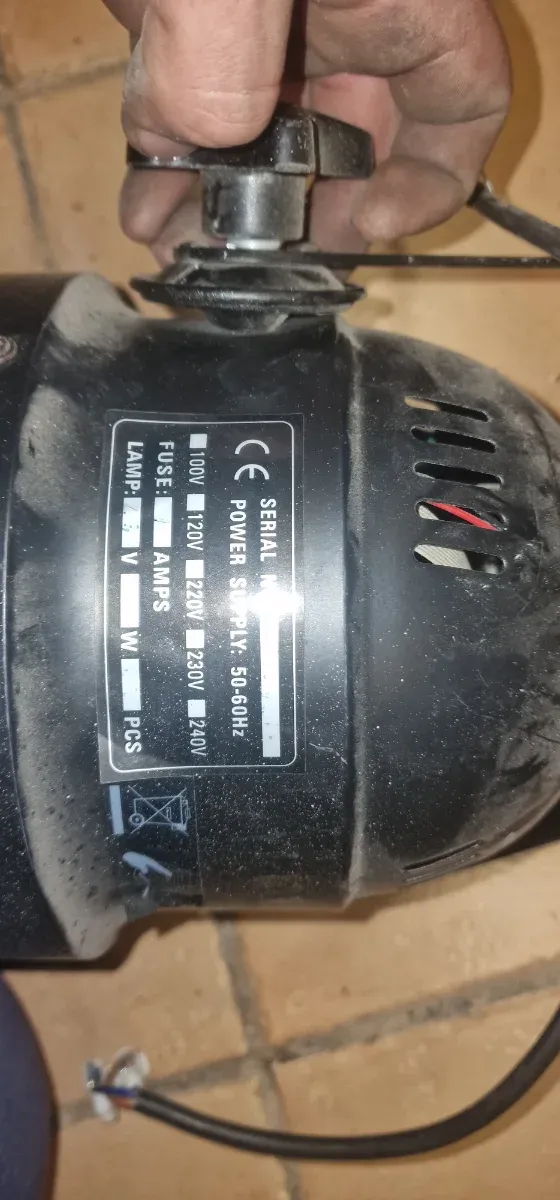 SERIAL
POWER SUPPLY: 50-60Hz
CE
100V 120V 220V 230V 240V
FUSE: AMPS
LAMP: V W PCS